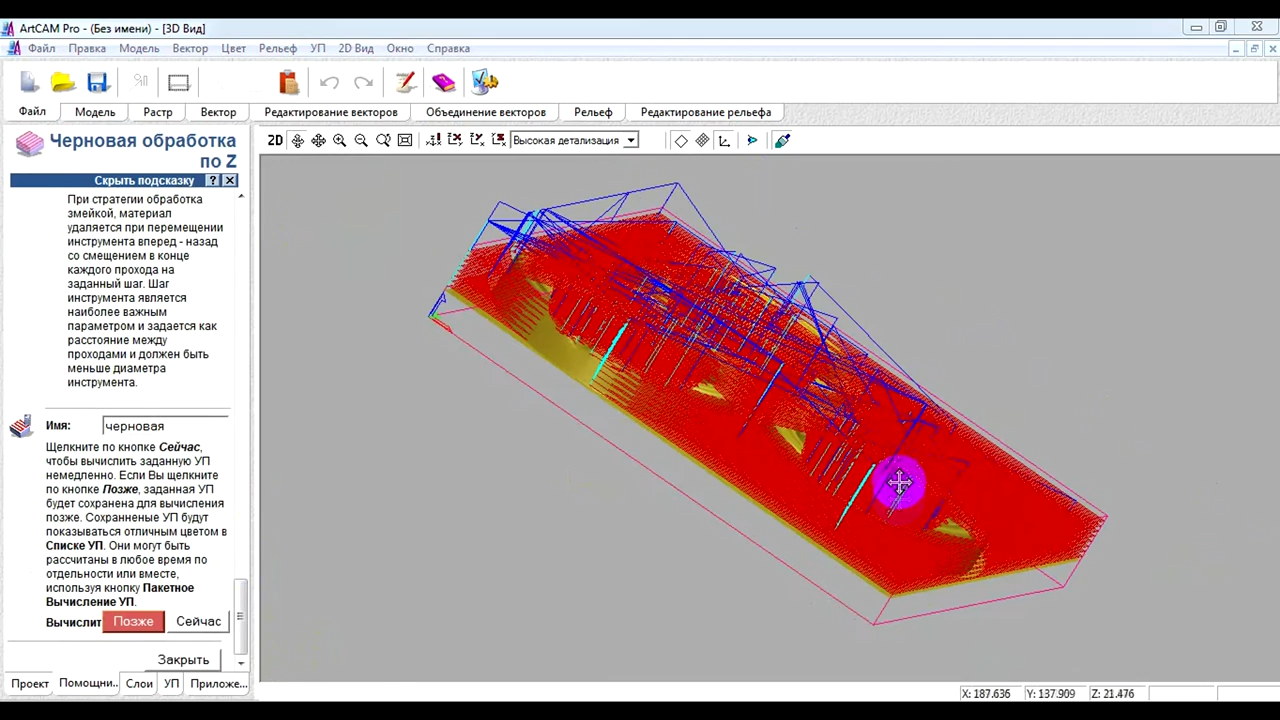 ArtCAM Pro - (Без имени) - [3D Вид]
Файл Правка Модель Вектор Цвет Рельеф УП 2D Вид Окно Справка
Файл Модель Растр Вектор Редактирование векторов Объединение векторов Рельеф Редактирование рельефа
2D Высокая детализация
Черновая обработка
по Z
Скрыть подсказку ?
При стратегии обработка
змейкой, материал
удаляется при перемещении
инструмента вперед - назад
со смещением в конце
каждого прохода на
заданный шаг. Шаг
инструмента является
наиболее важным
параметром и задается как
расстояние между
проходами и должен быть
меньше диаметра
инструмента.
Имя: черновая
Щелкните по кнопке Сейчас,
чтобы вычислить заданную УП
немедленно. Если Вы щелкните
по кнопке Позже, заданная УП
будет сохранена для вычисления
позже. Сохраненные УП будут
показываться отличным цветом в
Списке УП. Они могут быть
рассчитаны в любое время по
отдельности или вместе,
используя кнопку Пакетное
Вычисление УП.
Вычислит Позже Сейчас
Закрыть
Проект Помощни... Слои УП Приложе...
X: 187.636 Y: 137.909 Z: 21.476